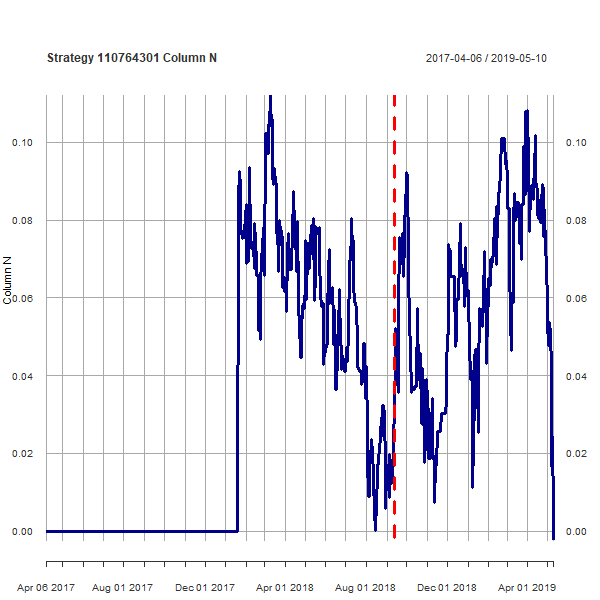 Strategy 110764301 Column N
2017-04-06 / 2019-05-10
Column N
0.10
0.08
0.06
0.04
0.02
0.00
0.10
0.08
0.06
0.04
0.02
0.00
Apr 06 2017
Aug 01 2017
Dec 01 2017
Apr 01 2018
Aug 01 2018
Dec 01 2018
Apr 01 2019